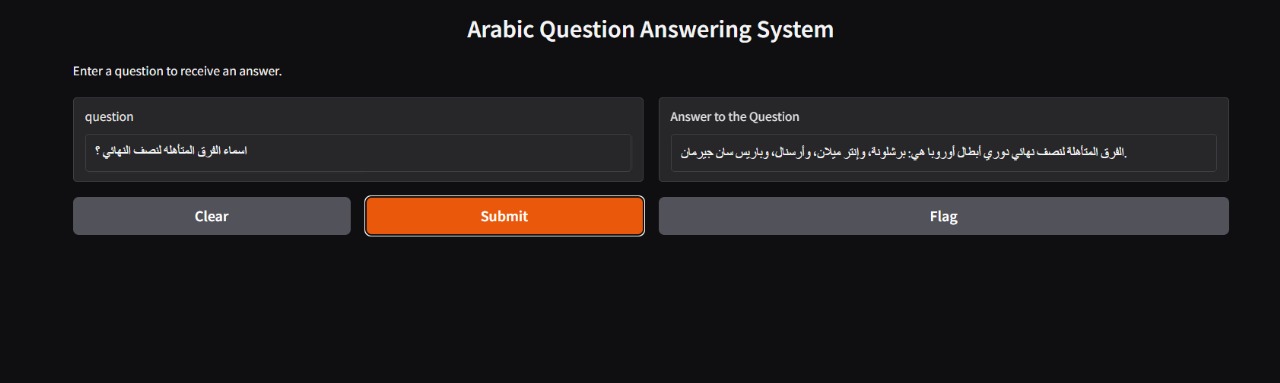 Arabic Question Answering System
Enter a question to receive an answer.
question
اسماء الفرق المتأهله لنصف النهائي ؟
Answer to the Question
الفرق المتأهلة لنصف نهائي دوري أبطال أوروبا هي: برشلونة، وإنتر ميلان، وأرسنال، وباريس سان جيرمان.
Clear
Submit
Flag